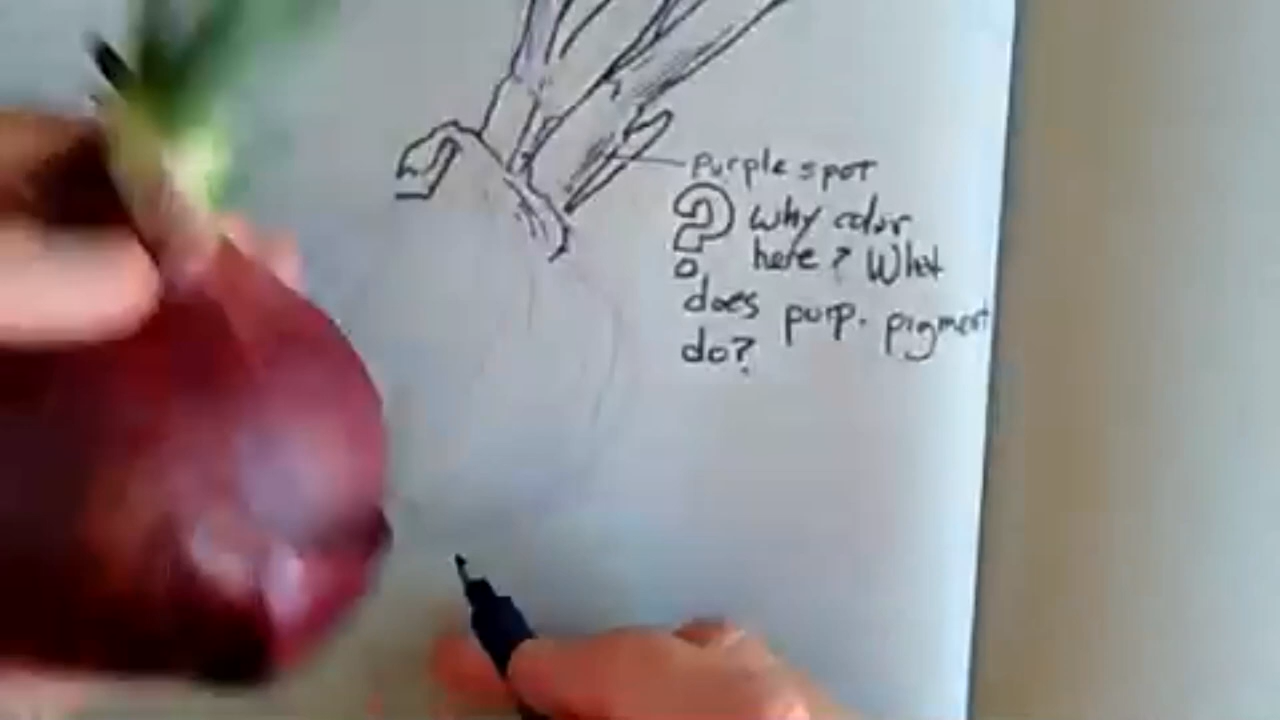 purple spot
? why color
here? What
does purp. pigment
do?